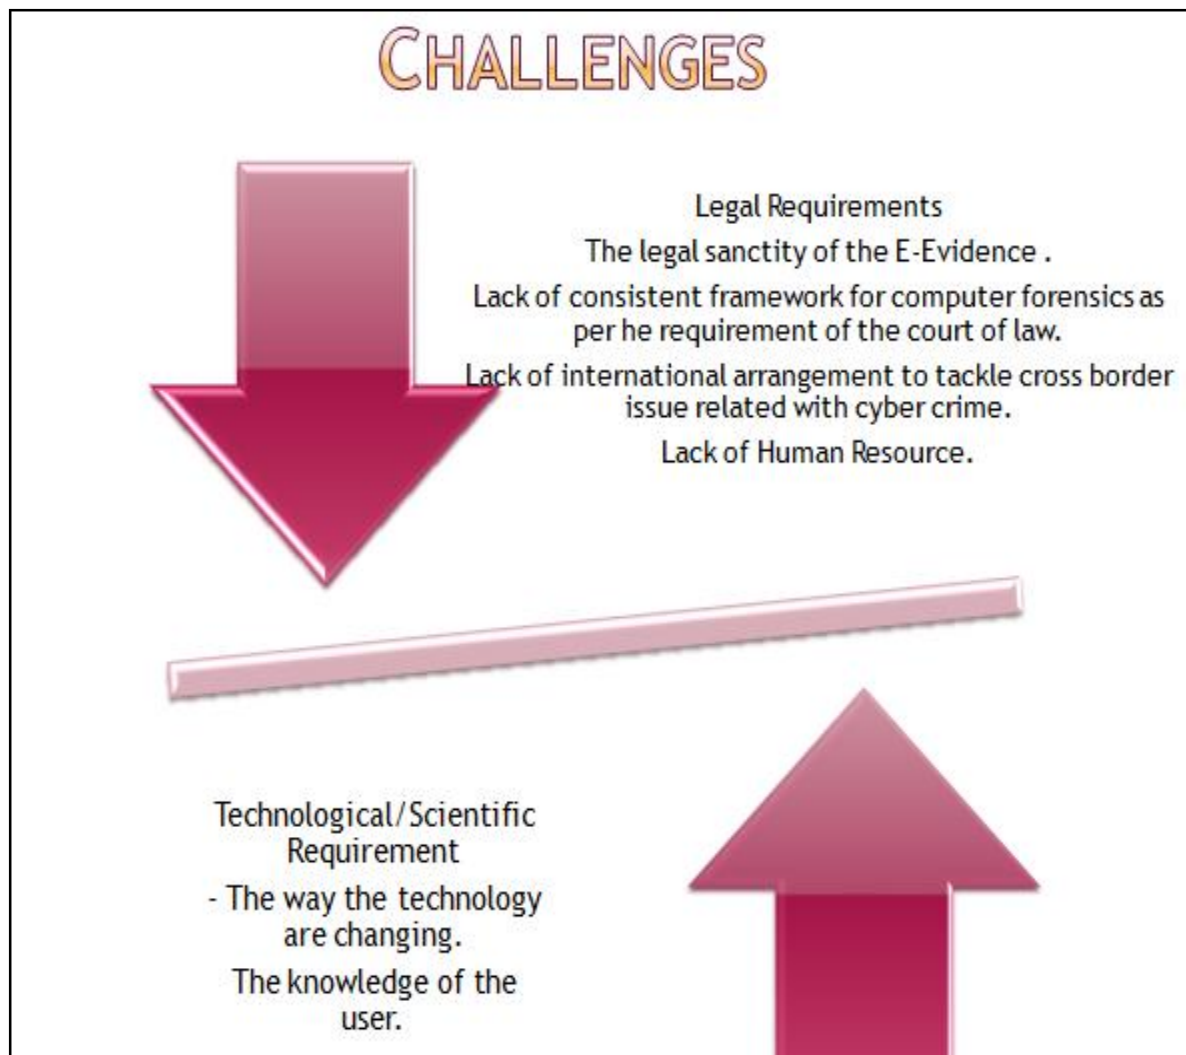 CHALLENGES
Legal Requirements
The legal sanctity of the E-Evidence .
Lack of consistent framework for computer forensics as
per he requirement of the court of law.
Lack of international arrangement to tackle cross border
issue related with cyber crime.
Lack of Human Resource.
Technological/Scientific
Requirement
- The way the technology
are changing.
The knowledge of the
user.